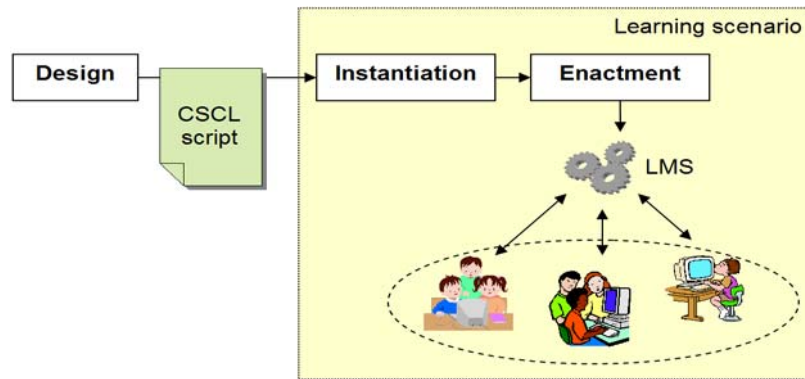 Learning scenario
Design
CSCL
script
Instantiation
Enactment
LMS